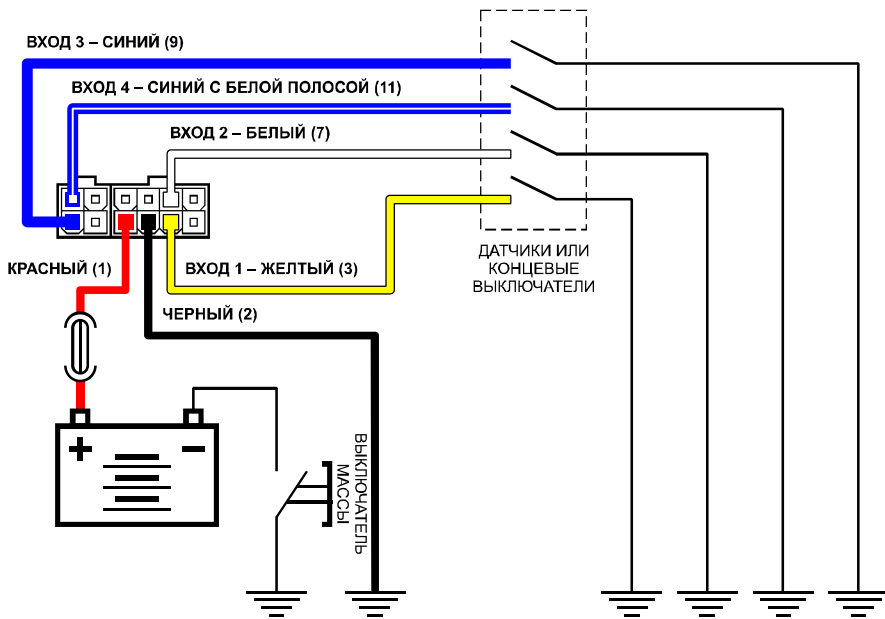 ВХОД 3 – СИНИЙ (9)
ВХОД 4 – СИНИЙ С БЕЛОЙ ПОЛОСОЙ (11)
ВХОД 2 – БЕЛЫЙ (7)
КРАСНЫЙ (1)
ВХОД 1 – ЖЕЛТЫЙ (3)
ЧЕРНЫЙ (2)
ДАТЧИКИ ИЛИ
КОНЦЕВЫЕ
ВЫКЛЮЧАТЕЛИ
+ –
ВЫКЛЮЧАТЕЛЬ
МАССЫ